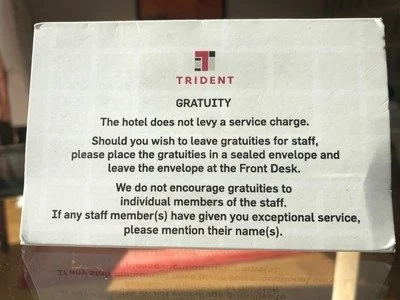 TRIDENT
GRATUITY
The hotel does not levy a service charge.
Should you wish to leave gratuities for staff,
please place the gratuities in a sealed envelope and
leave the envelope at the Front Desk.
We do not encourage gratuities to
individual members of the staff.
If any staff member(s) have given you exceptional service,
please mention their name(s).